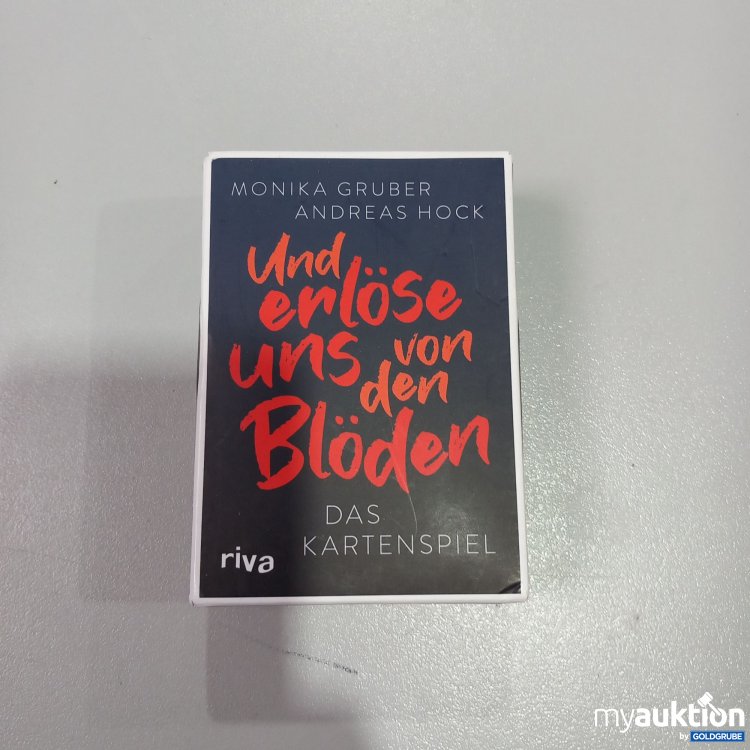 MONIKA GRUBER
ANDREAS HOCK
Und
erlöse
uns von
den
Blöden
DAS
KARTENSPIEL
riva
myauktion
by GOLDGRUBE